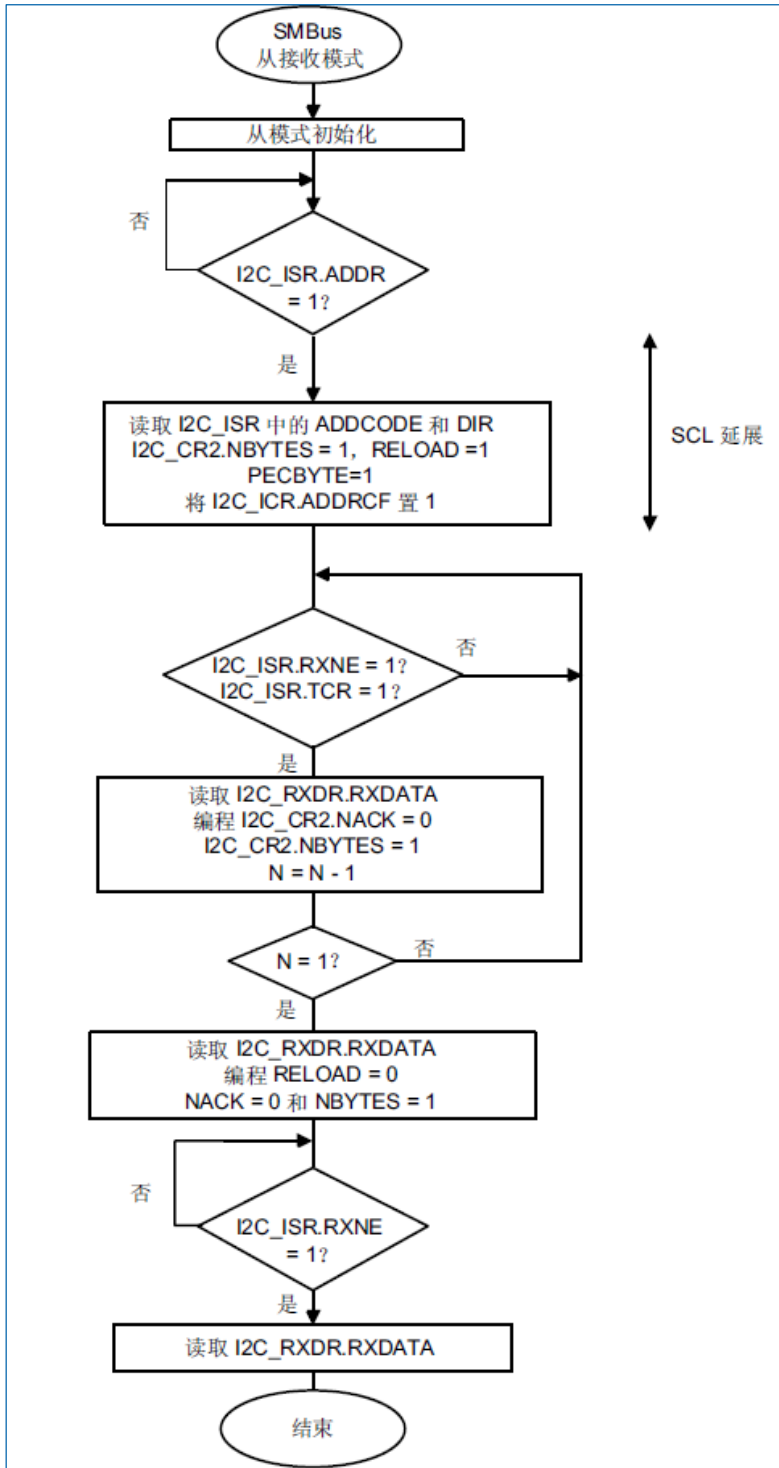 SMBus
从接收模式
从模式初始化
否
I2C_ISR.ADDR
= 1?
是
读取 I2C_ISR 中的 ADDCODE 和 DIR
I2C_CR2.NBYTES = 1，RELOAD =1
PECBYTE=1
将 I2C_ICR.ADDRCF 置 1
SCL 延展
I2C_ISR.RXNE = 1?
I2C_ISR.TCR = 1?
否
是
读取 I2C_RXDR.RXDATA
编程 I2C_CR2.NACK = 0
I2C_CR2.NBYTES = 1
N = N - 1
N = 1?
否
是
读取 I2C_RXDR.RXDATA
编程 RELOAD = 0
NACK = 0 和 NBYTES = 1
否
I2C_ISR.RXNE
= 1?
是
读取 I2C_RXDR.RXDATA
结束